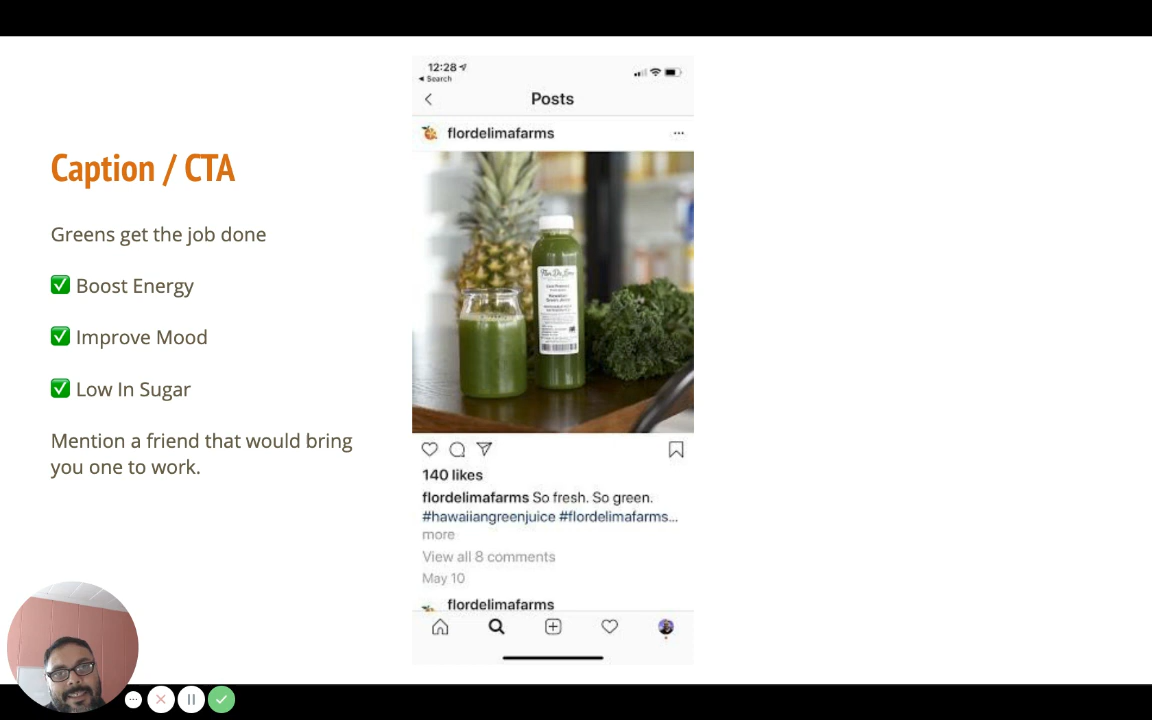 Caption / CTA
Greens get the job done
✅ Boost Energy
✅ Improve Mood
✅ Low In Sugar
Mention a friend that would bring
you one to work.
12:28
◄ Search
Posts
flordelimafarms
Hawaiian
140 likes
flordelimafarms So fresh. So green.
#hawaiiangreenjuice #flordelimafarms...
more
View all 8 comments
May 10
flordelimafarms